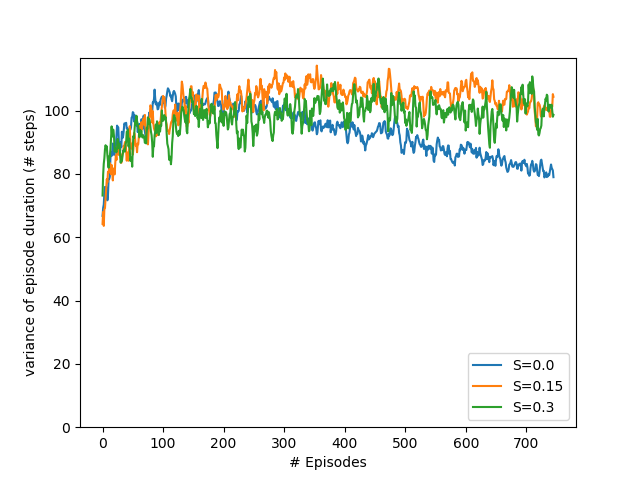 variance of episode duration (# steps)
100
80
60
40
20
0
0 100 200 300 400 500 600 700
# Episodes
S=0.0
S=0.15
S=0.3